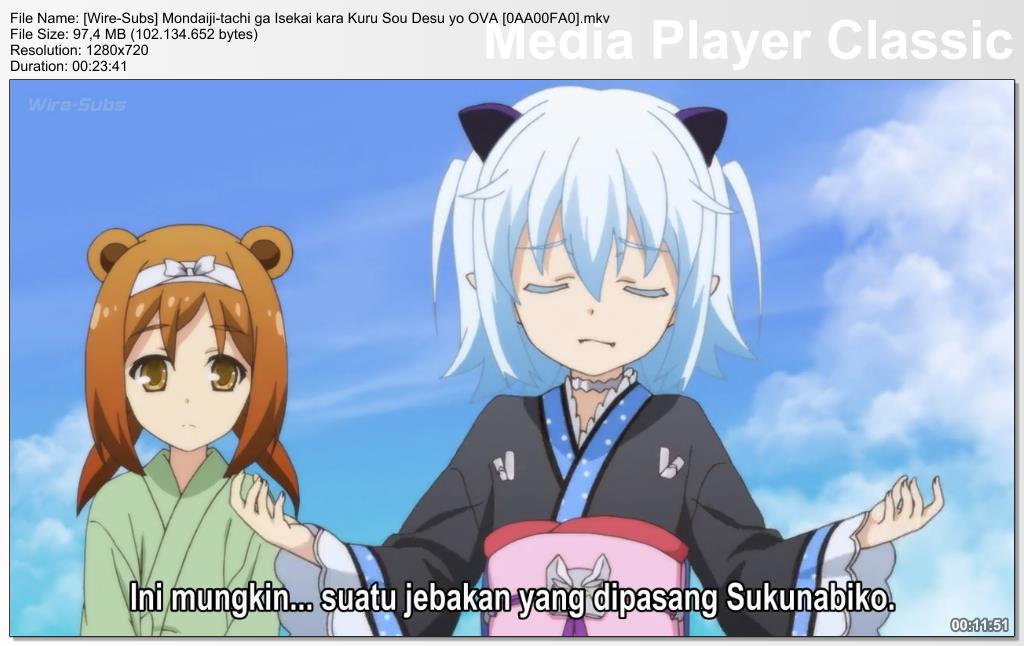 File Name: [Wire-Subs] Mondaiji-tachi ga Isekai kara Kuru Sou Desu yo OVA [0AA00FA0].mkv
File Size: 97,4 MB (102.134.652 bytes)
Resolution: 1280x720
Duration: 00:23:41
Media Player Classic
Wire-Subs
Ini mungkin... suatu jebakan yang dipasang Sukunabiko.
00:11:51